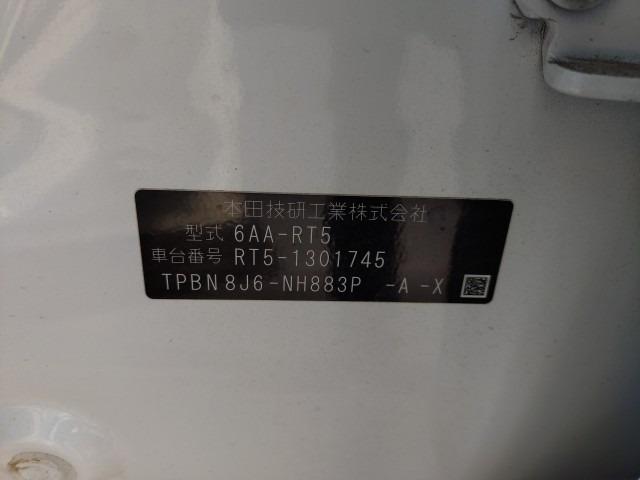 本田技研工業株式会社
型式 6AA-RT5
車台番号 RT5-1301745
TPBN8J6-NH883P -A -X